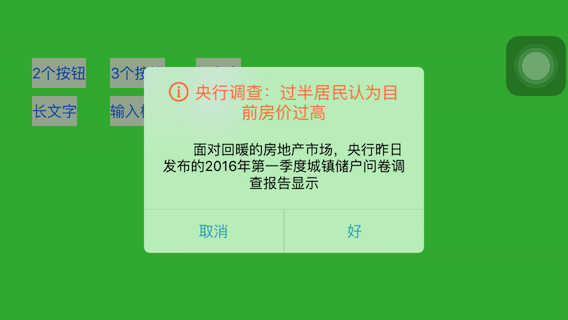 2个按钮
3个按
长文字
输入
央行调查：过半居民认为目
前房价过高
面对回暖的房地产市场，央行昨日
发布的2016年第一季度城镇储户问卷调
查报告显示
取消
好